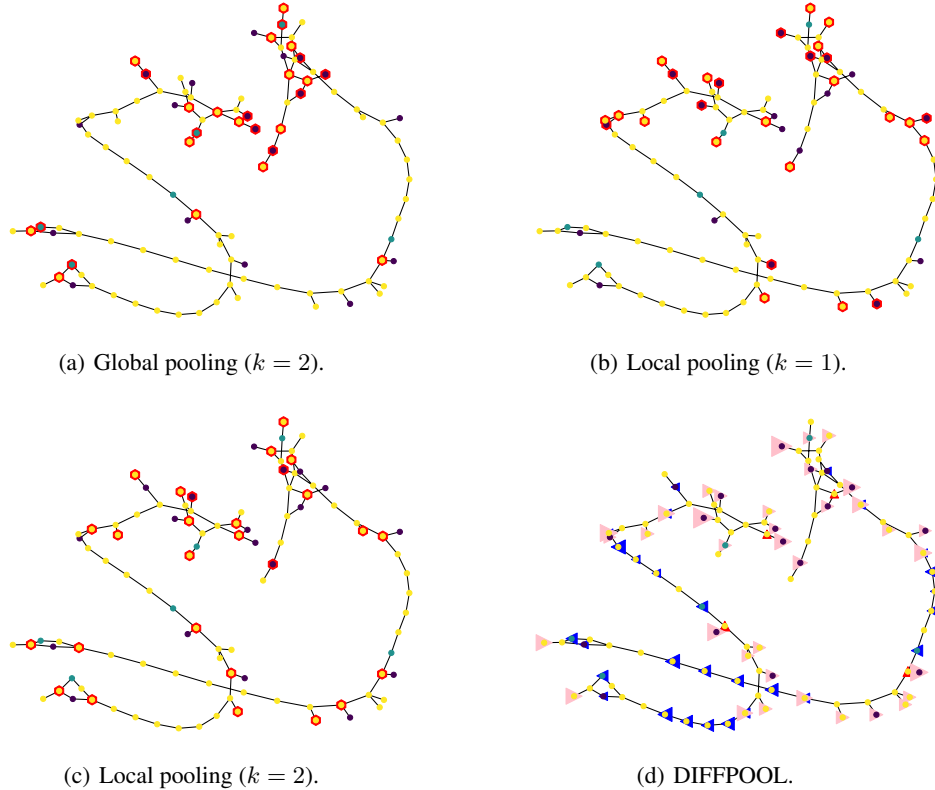 (a) Global pooling (k = 2).
(b) Local pooling (k = 1).
(c) Local pooling (k = 2).
(d) DIFFPOOL.